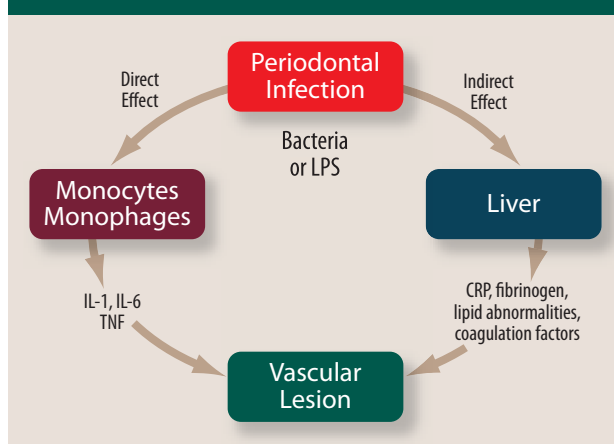 Periodontal
Infection
Direct
Effect
Indirect
Effect
Bacteria
or LPS
Monocytes
Monophages
Liver
IL-1, IL-6
TNF
CRP, fibrinogen,
lipid abnormalities,
coagulation factors
Vascular
Lesion